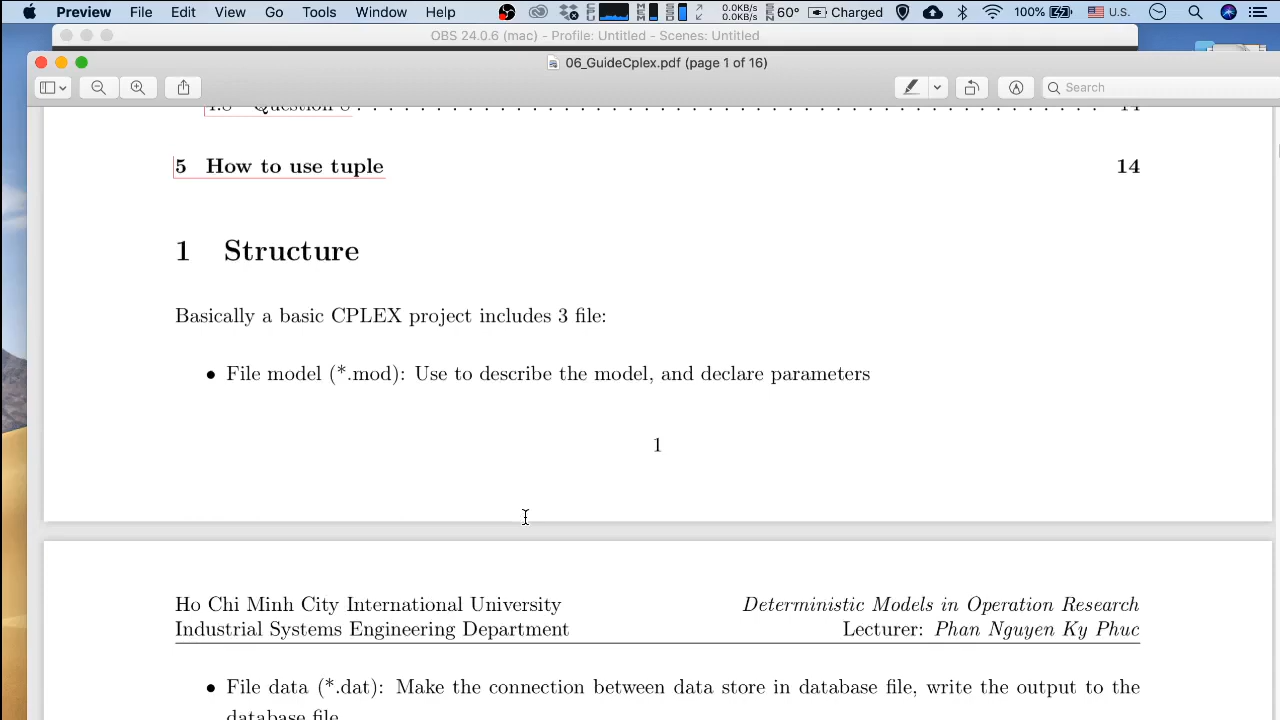 Preview File Edit View Go Tools Window Help 0.0KB/s 0.0KB/s 60° Charged 100% U.S.
OBS 24.0.6 (mac) - Profile: Untitled - Scenes: Untitled
06_GuideCplex.pdf (page 1 of 16)
Search
5 How to use tuple 14
1 Structure
Basically a basic CPLEX project includes 3 file:
• File model (*.mod): Use to describe the model, and declare parameters
1
Ho Chi Minh City International University Deterministic Models in Operation Research
Industrial Systems Engineering Department Lecturer: Phan Nguyen Ky Phuc
• File data (*.dat): Make the connection between data store in database file, write the output to the
database file